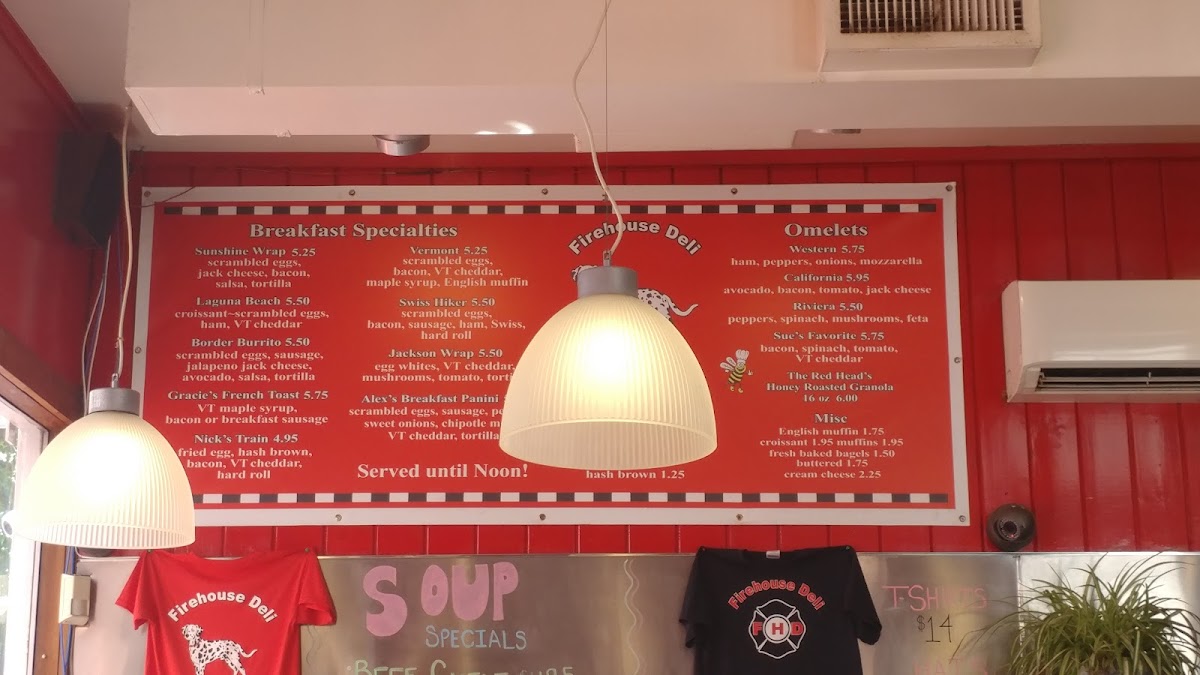 Breakfast Specialties
Sunshine Wrap 5.25
scrambled eggs,
jack cheese, bacon,
salsa, tortilla
Laguna Beach 5.50
croissant~scrambled eggs,
ham, VT cheddar
Border Burrito 5.50
scrambled eggs, sausage,
jalapeno jack cheese,
avocado, salsa, tortilla
Gracie's French Toast 5.75
VT maple syrup,
bacon or breakfast sausage
Nick's Train 4.95
fried egg, hash brown,
bacon, VT cheddar,
hard roll
Vermont 5.25
scrambled eggs,
bacon, VT cheddar,
maple syrup, English muffin
Swiss Hiker 5.50
scrambled eggs,
bacon, sausage, ham, Swiss,
hard roll
Jackson Wrap 5.50
egg whites, VT cheddar,
mushrooms, tomato,
Alex's Breakfast Panini
scrambled eggs, sausage,
sweet onions, chipotle
VT cheddar, tortilla
Served until Noon!
Firehouse Deli
hash brown 1.25
Omelets
Western 5.75
ham, peppers, onions, mozzarella
California 5.95
avocado, bacon, tomato, jack cheese
Riviera 5.50
peppers, spinach, mushrooms, feta
Sue's Favorite 5.75
bacon, spinach, tomato,
VT cheddar
The Red Head's
Honey Roasted Granola
16 oz 6.00
Misc
English muffin 1.75
croissant 1.95 muffins 1.95
fresh baked bagels 1.50
buttered 1.75
cream cheese 2.25
Firehouse Deli
SOUP
SPECIALS
BEEF
Firehouse Deli
FHD
T-SHIRTS
$14